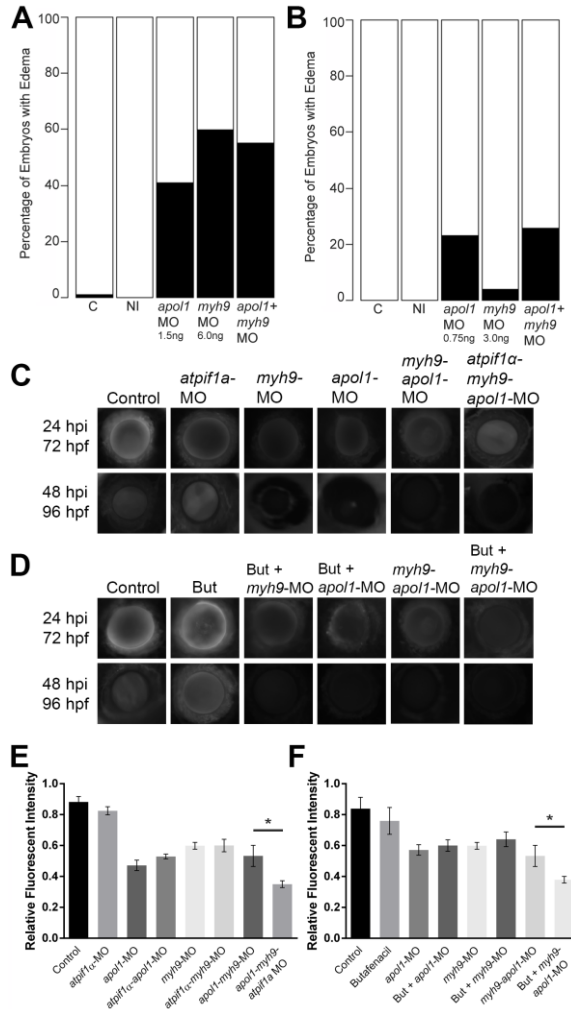 A
Percentage of Embryos with Edema
100
80
60
40
20
0
C
NI
apol1
MO
1.5ng
myh9
MO
6.0ng
apol1+
myh9
MO
B
Percentage of Embryos with Edema
100
80
60
40
20
0
C
NI
apol1
MO
0.75ng
myh9
MO
3.0ng
apol1+
myh9
MO
C
Control
atpif1a-
MO
myh9-
MO
apol1-
MO
myh9-
apol1-
MO
atpif1α-
myh9-
apol1-MO
24 hpi
72 hpf
48 hpi
96 hpf
D
Control
But
But +
myh9-MO
But +
apol1-MO
myh9-
apol1-MO
But +
myh9-
apol1-MO
24 hpi
72 hpf
48 hpi
96 hpf
E
Relative Fluorescent Intensity
1.0
0.8
0.6
0.4
0.2
0.0
*
Control
atpif1α-MO
apol1-MO
atpif1α-apol1-MO
myh9-MO
atpif1α-myh9-MO
apol1-myh9-MO
apol1-myh9-
atpif1a MO
F
Relative Fluorescent Intensity
1.0
0.8
0.6
0.4
0.2
0.0
*
Control
Butafenacil
apol1-MO
But + apol1-MO
myh9-MO
But + myh9-MO
myh9-apol1-MO
But + myh9-
apol1-MO